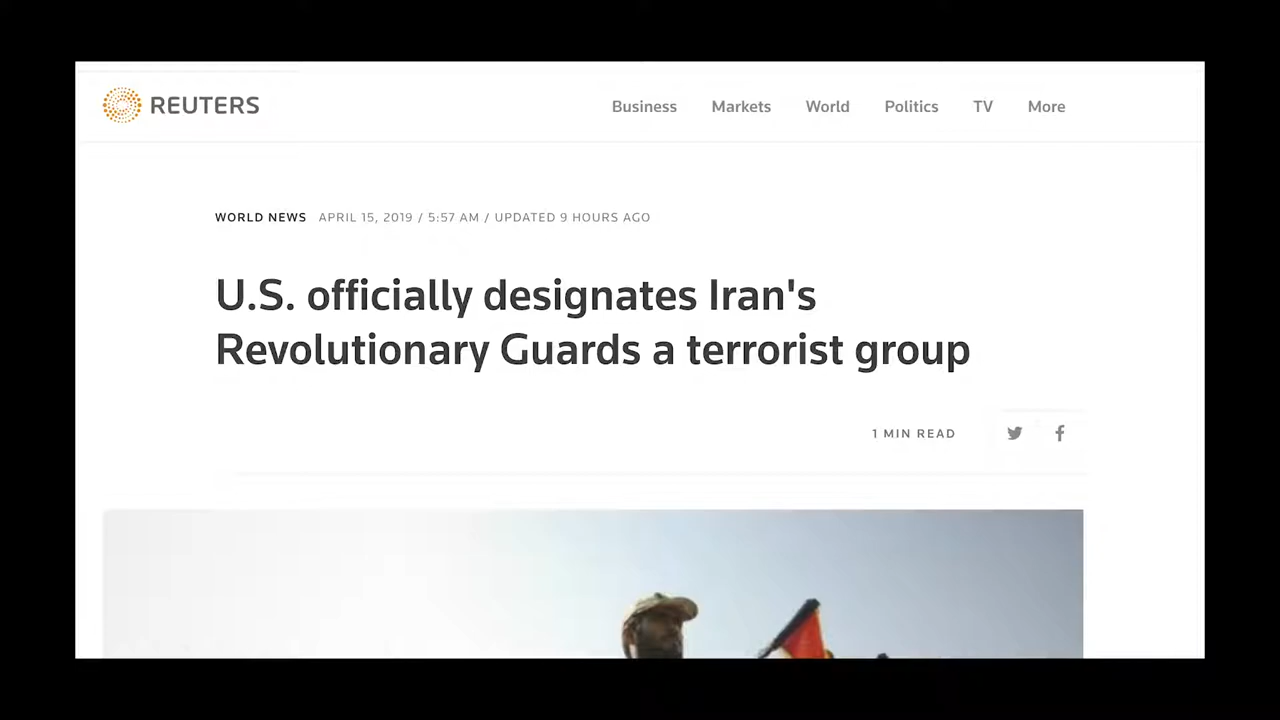 REUTERS
Business Markets World Politics TV More
WORLD NEWS APRIL 15, 2019 / 5:57 AM / UPDATED 9 HOURS AGO
U.S. officially designates Iran's
Revolutionary Guards a terrorist group
1 MIN READ